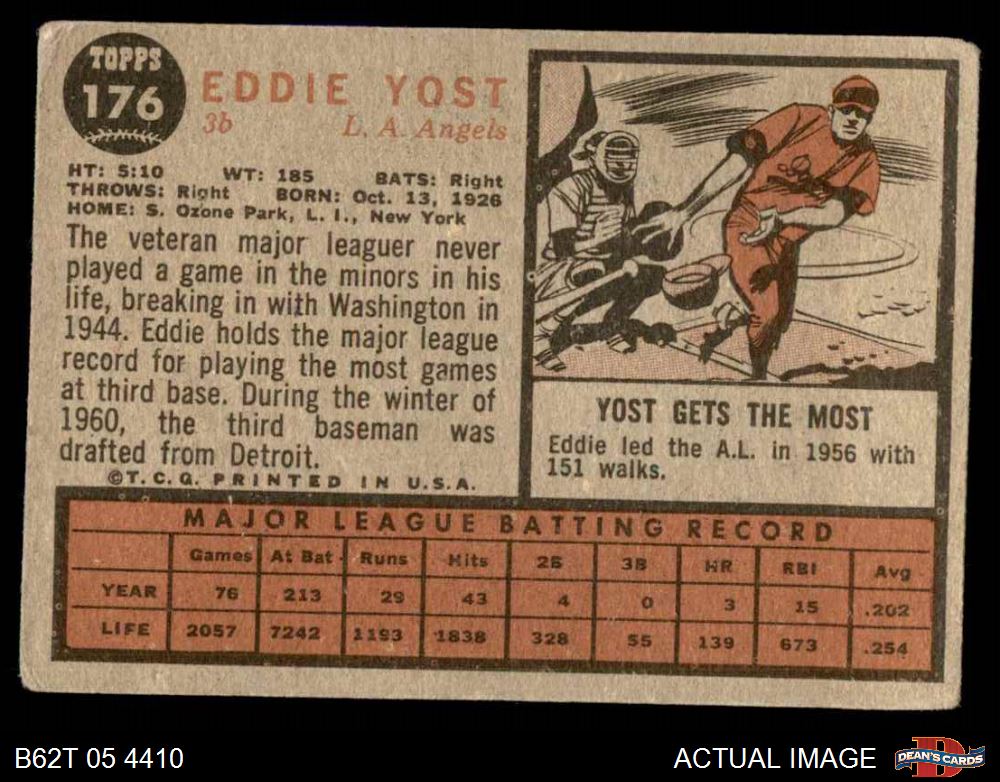 TOPPS
176
EDDIE YOST
3b L. A. Angels
HT: 5:10 WT: 185 BATS: Right
THROWS: Right BORN: Oct. 13, 1926
HOME: S. Ozone Park, L. I., New York
The veteran major leaguer never
played a game in the minors in his
life, breaking in with Washington in
1944. Eddie holds the major league
record for playing the most games
at third base. During the winter of
1960, the third baseman was
drafted from Detroit.
©T. C. G. PRINTED IN U.S.A.
YOST GETS THE MOST
Eddie led the A.L. in 1956 with
151 walks.
MAJOR LEAGUE BATTING RECORD
Games At Bat Runs Hits 2B 3B HR RBI Avg
YEAR 76 213 29 43 4 0 3 15 .202
LIFE 2057 7242 1193 1838 328 55 139 673 .254
B62T 05 4410
ACTUAL IMAGE
D
DEAN'S CARDS